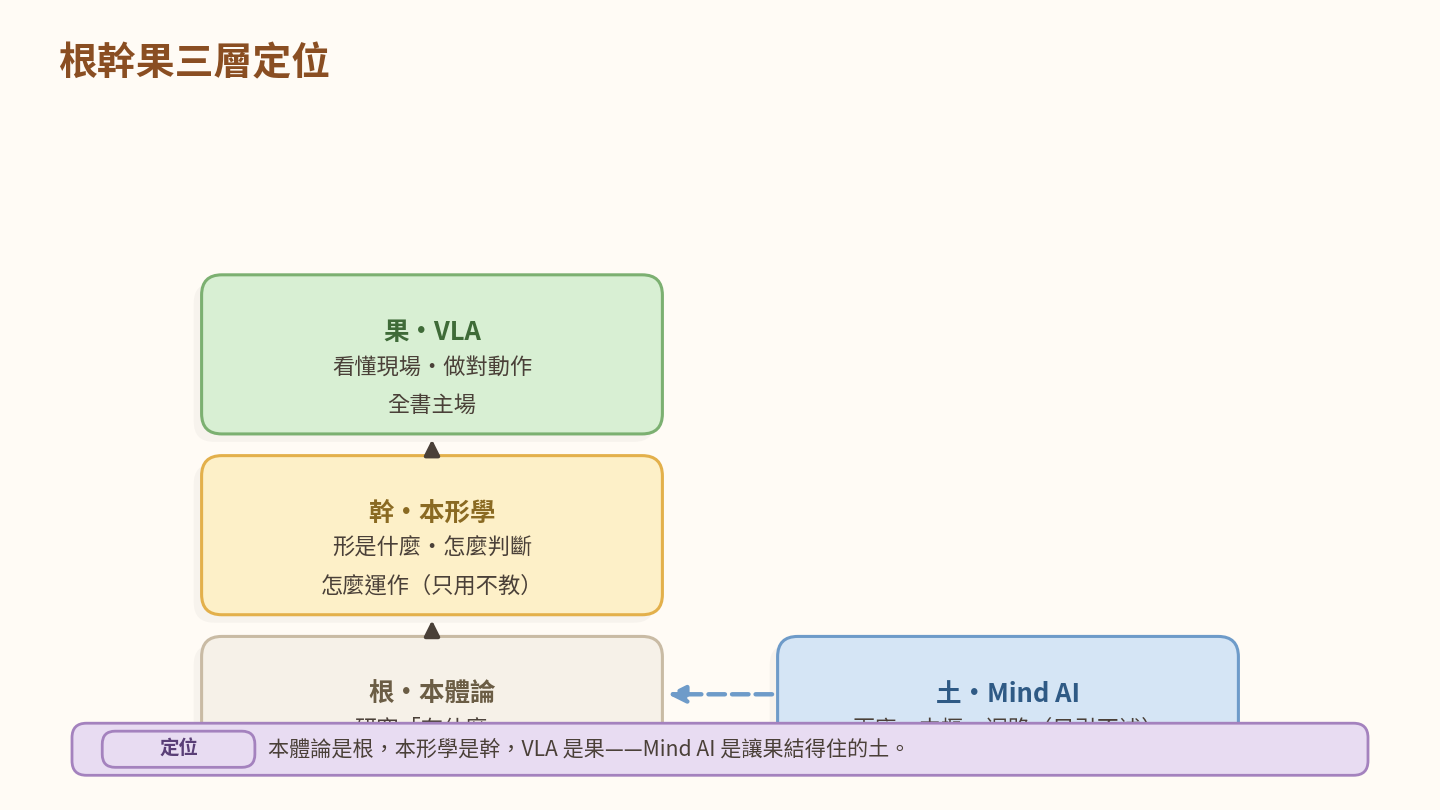 根幹果三層定位
果・VLA
看懂現場・做對動作
全書主場
幹・本形學
形是什麼・怎麼判斷
怎麼運作（只用不教）
根・本體論
土・Mind AI
定位
本體論是根，本形學是幹，VLA 是果——Mind AI 是讓果結得住的土。